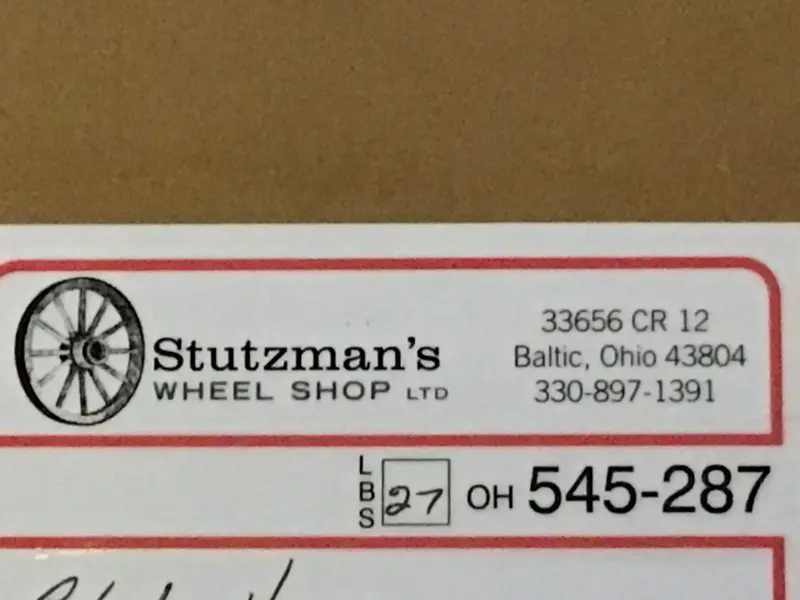 Stutzman's
WHEEL SHOP LTD
33656 CR 12
Baltic, Ohio 43804
330-897-1391
LBS 27 OH 545-287